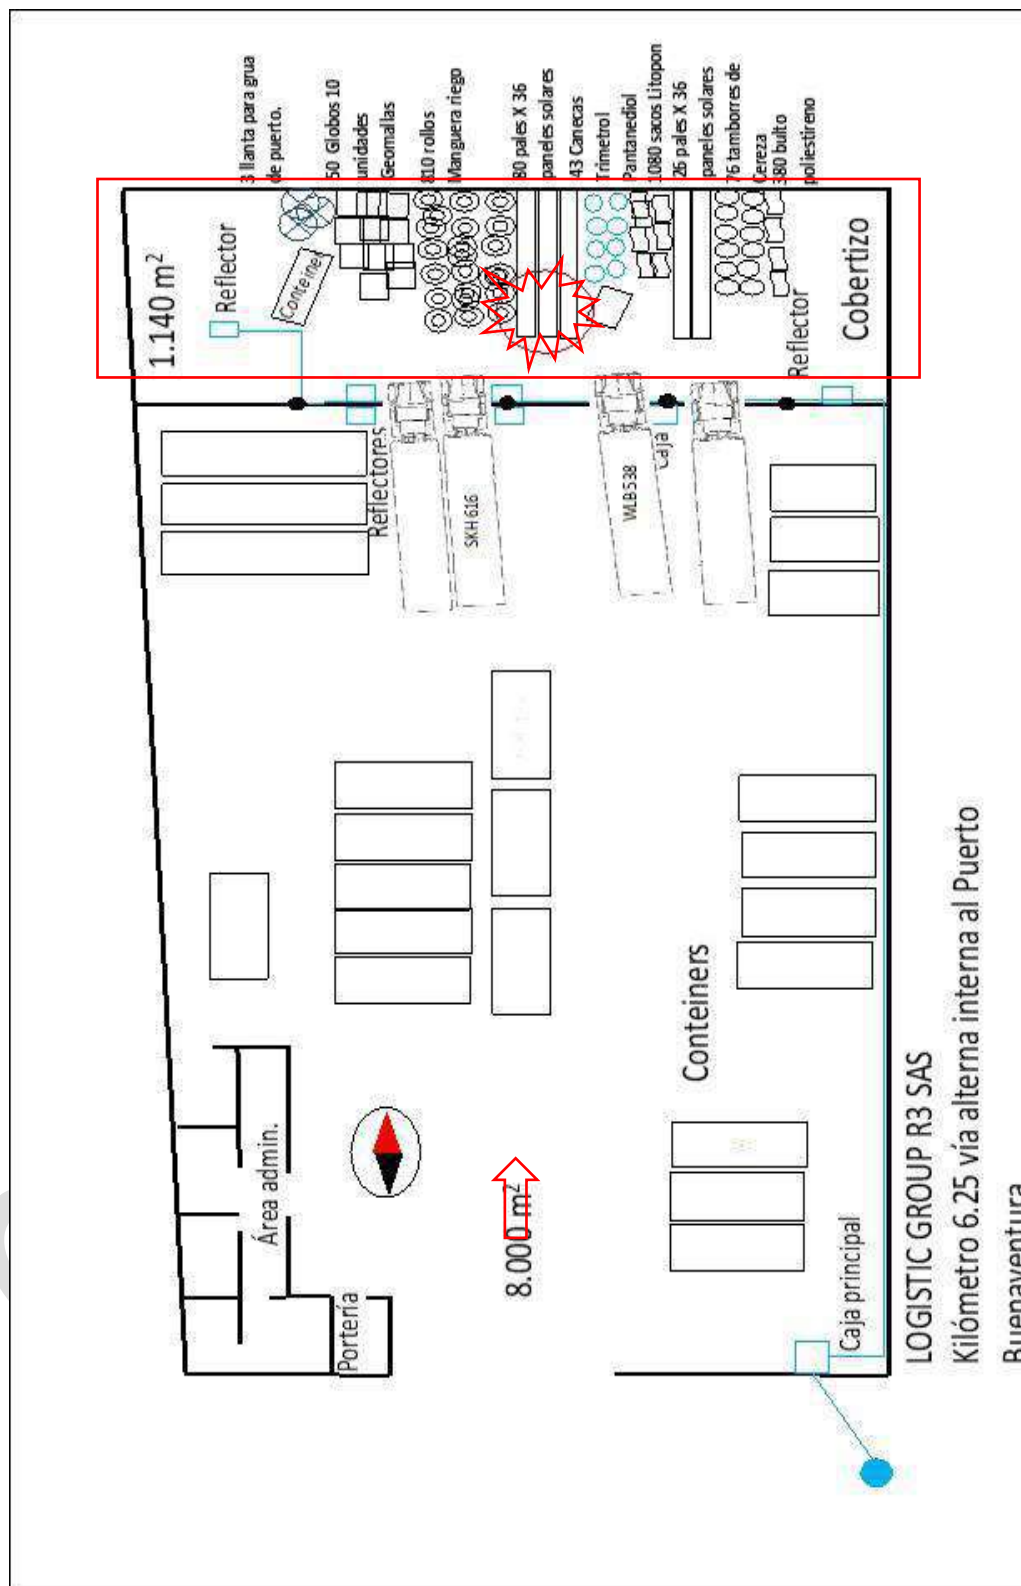 3 llanta para grua
de puerto.
50 Globos 10
unidades
Geomallas
810 rollos
Manguera riego
80 pales X 36
paneles solares
43 Canecas
Trimetrol
Pantanediol
1080 sacos Litopon
26 pales X 36
paneles solares
76 tamborres de
Cereza
380 bulto
poliestireno
1.140 m²
Reflector
Conteiner
Reflector
Cobertizo
Reflectores
SKH 616
WLB 538
Caja
Conteiners
Área admin.
Portería
8.000 m²
Caja principal
LOGISTIC GROUP R3 SAS
Kilómetro 6.25 vía alterna interna al Puerto
Buenaventura